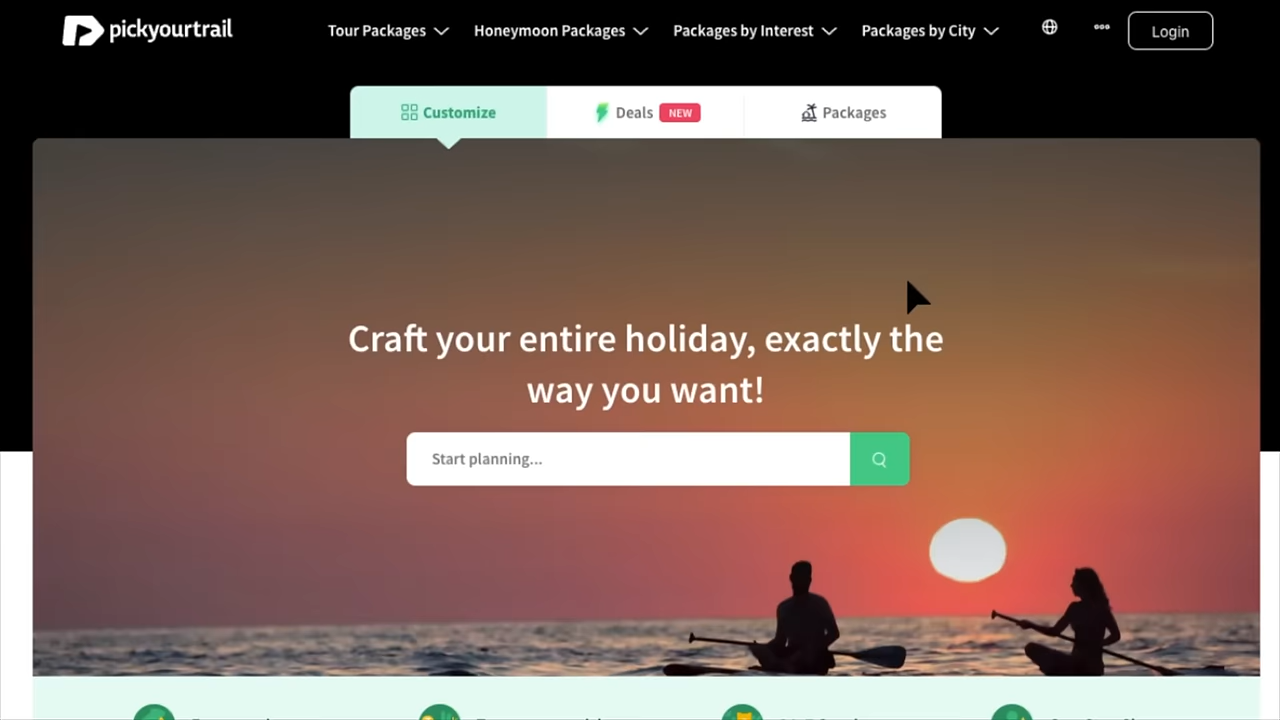 pickyourtrail
Tour Packages
Honeymoon Packages
Packages by Interest
Packages by City
Login
Customize
Deals NEW
Packages
Craft your entire holiday, exactly the
way you want!
Start planning...